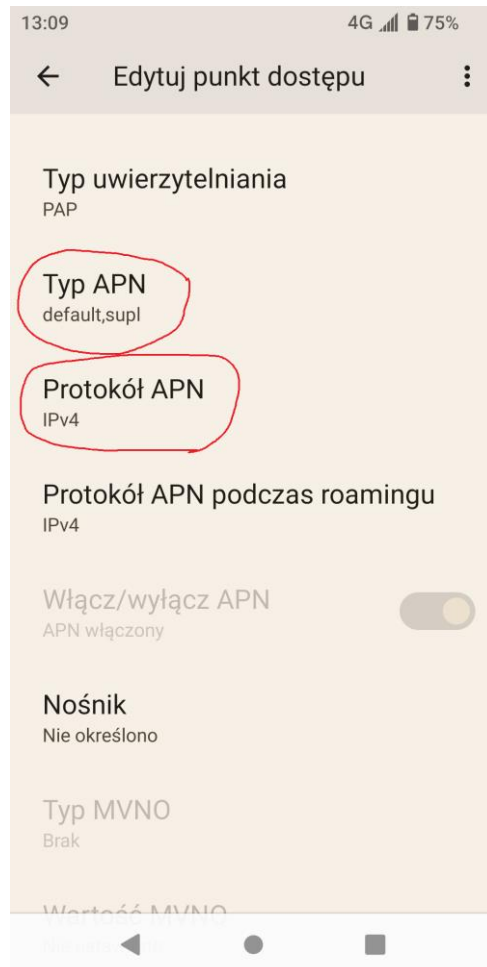 13:09 4G 75%
Edytuj punkt dostępu
Typ uwierzytelniania
PAP
Typ APN
default,supl
Protokół APN
IPv4
Protokół APN podczas roamingu
IPv4
Włącz/wyłącz APN
APN włączony
Nośnik
Nie określono
Typ MVNO
Brak
Wartość MVNO